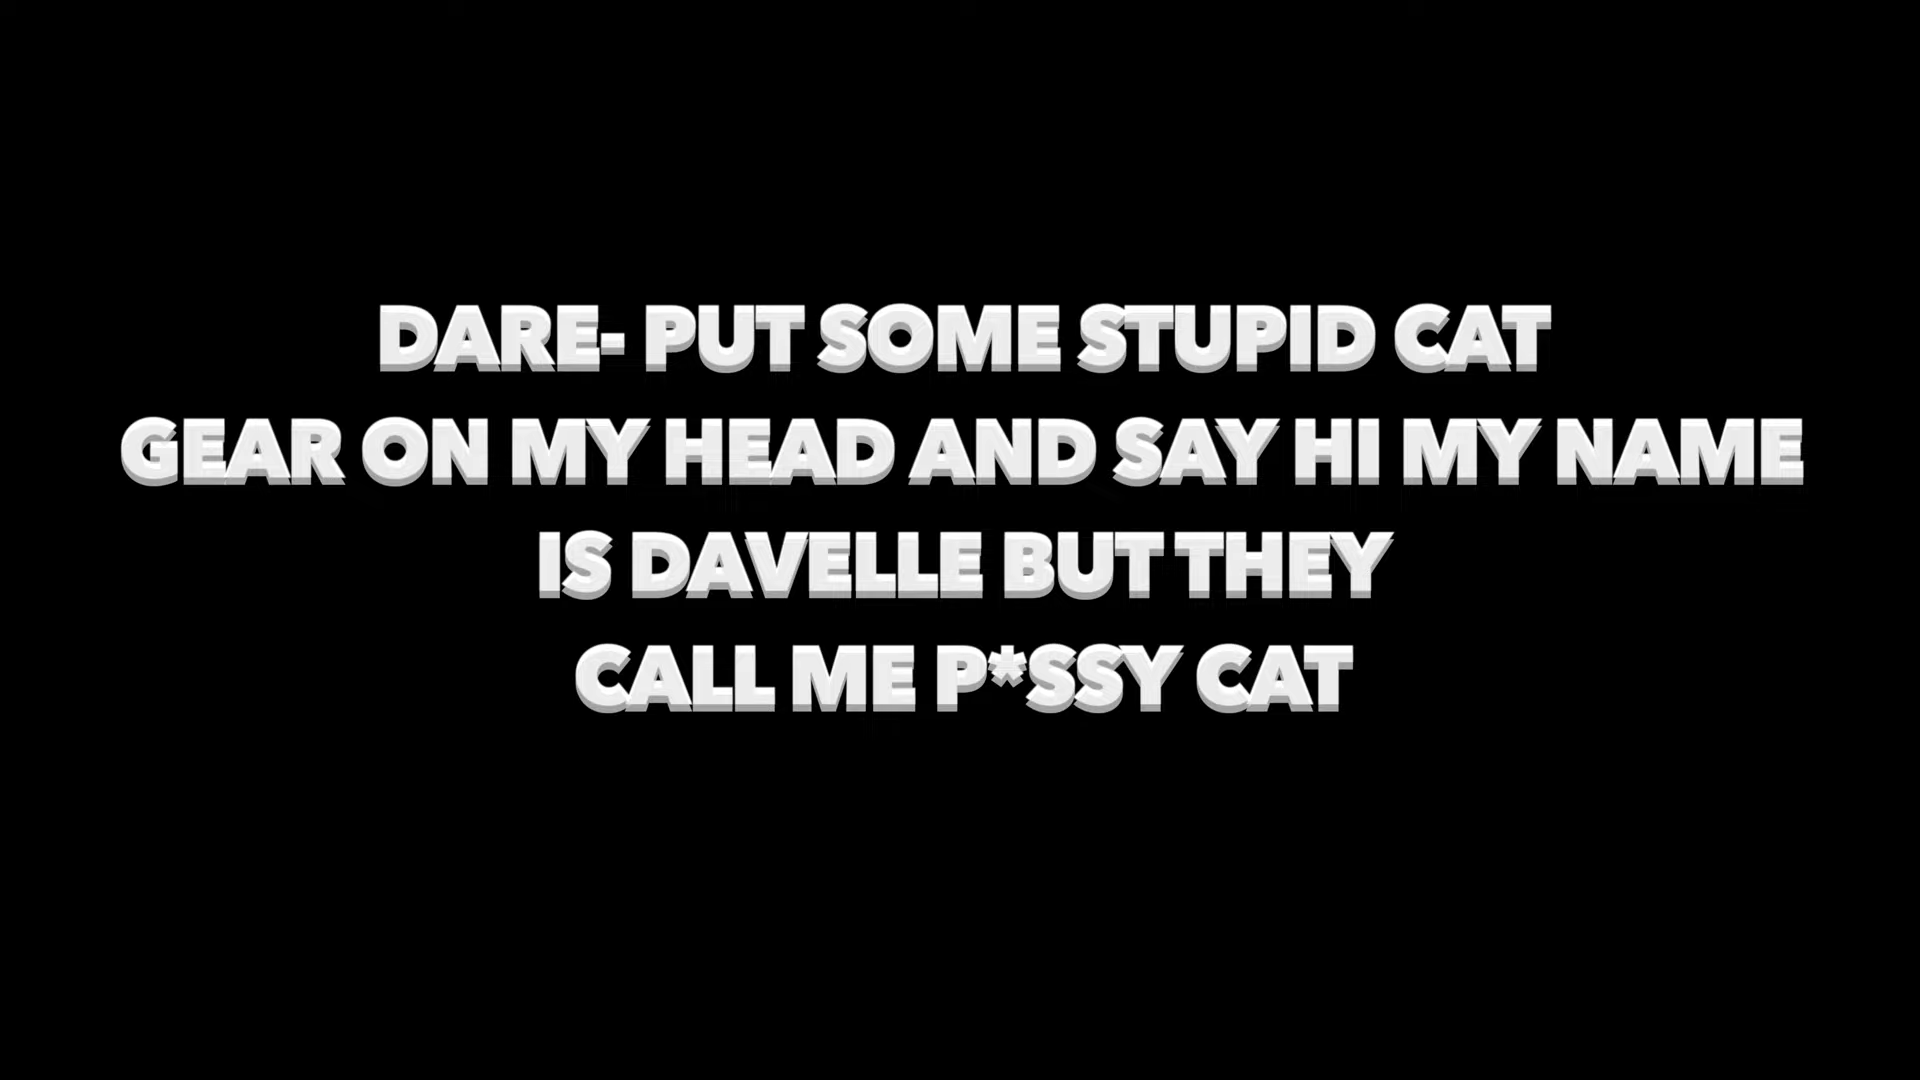 DARE- PUT SOME STUPID CAT
GEAR ON MY HEAD AND SAY HI MY NAME
IS DAVELLE BUT THEY
CALL ME P*SSY CAT